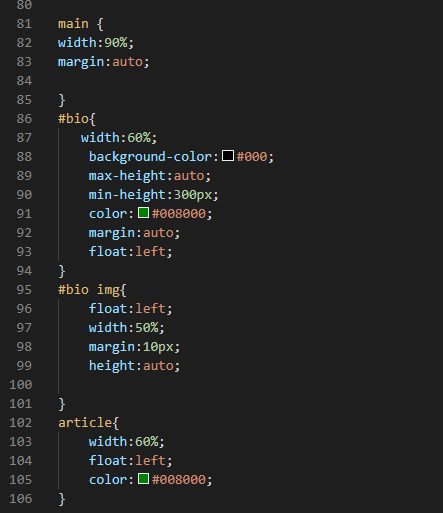 80
81 main {
82 width:90%;
83 margin:auto;
84
85 }
86 #bio{
87 width:60%;
88 background-color:#000;
89 max-height:auto;
90 min-height:300px;
91 color:#008000;
92 margin:auto;
93 float:left;
94 }
95 #bio img{
96 float:left;
97 width:50%;
98 margin:10px;
99 height:auto;
100
101 }
102 article{
103 width:60%;
104 float:left;
105 color:#008000;
106 }